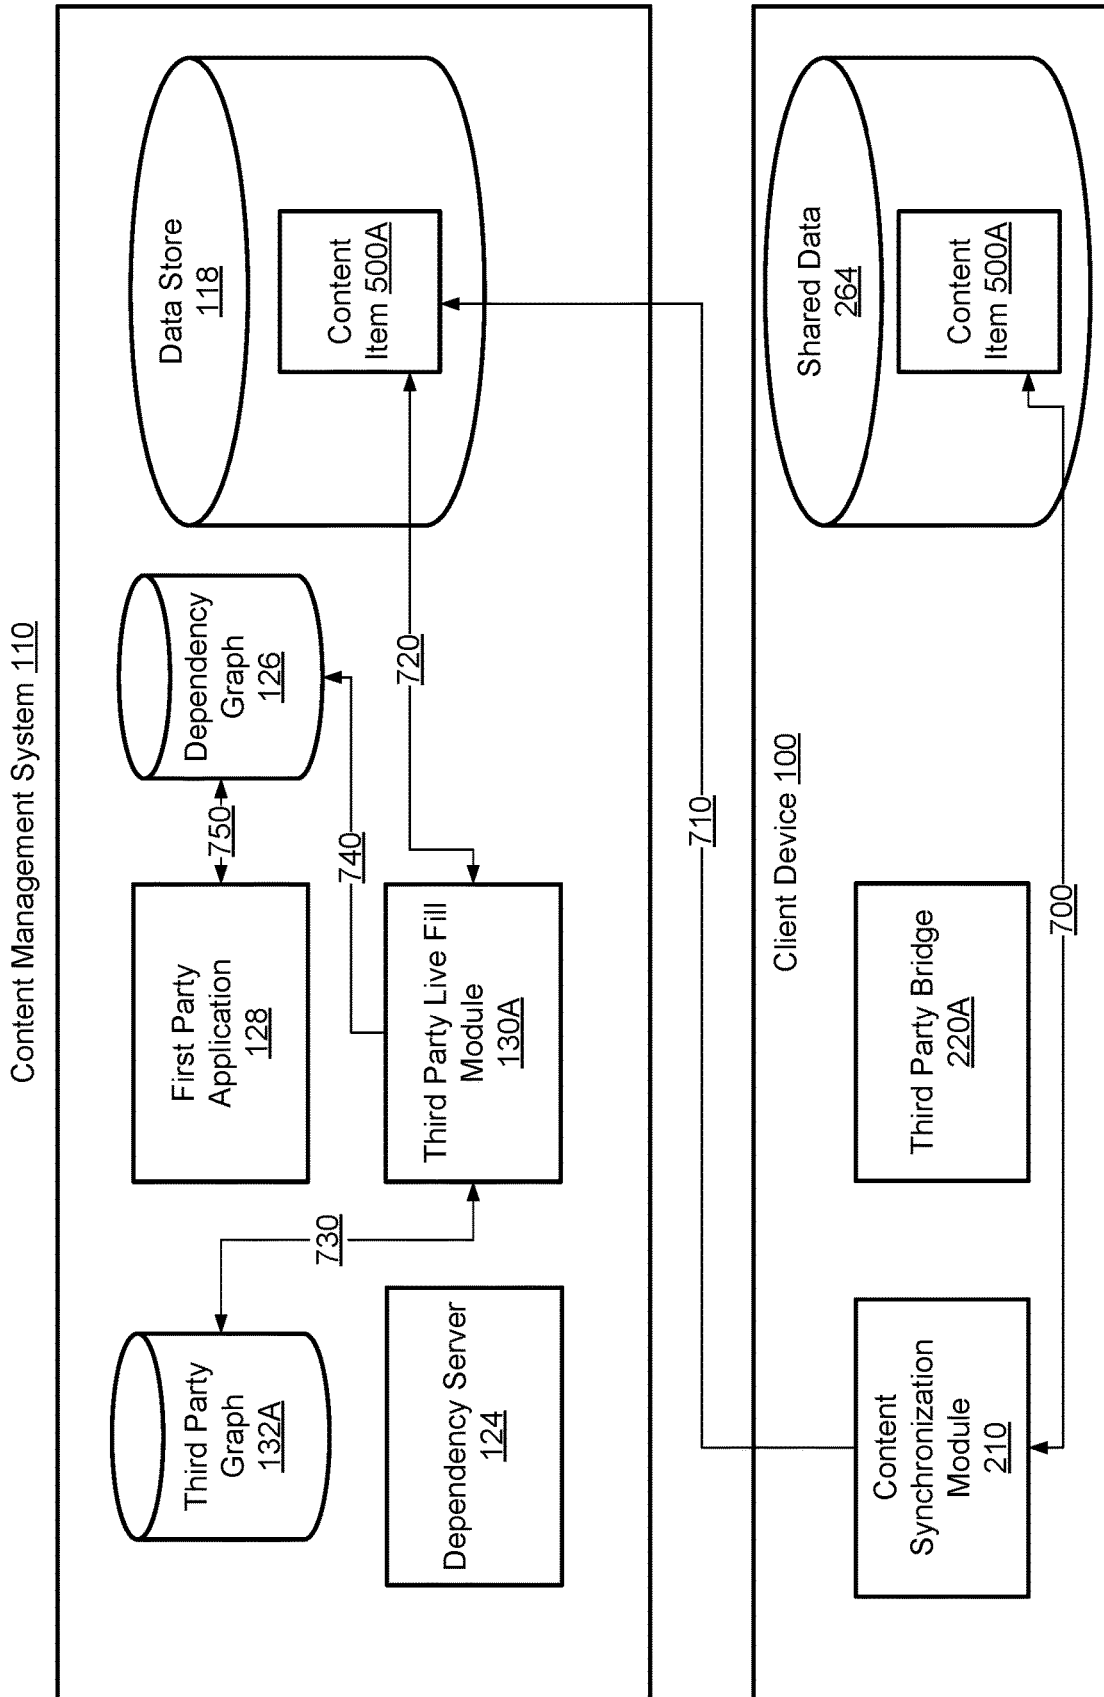 Content Management System 110
Third Party
Graph
132A
First Party
Application
128
Dependency
Graph
126
Data Store
118
Content
Item 500A
750
740
730
720
Dependency Server
124
Third Party Live Fill
Module
130A
710
Client Device 100
Content
Synchronization
Module
210
Third Party Bridge
220A
Shared Data
264
Content
Item 500A
700